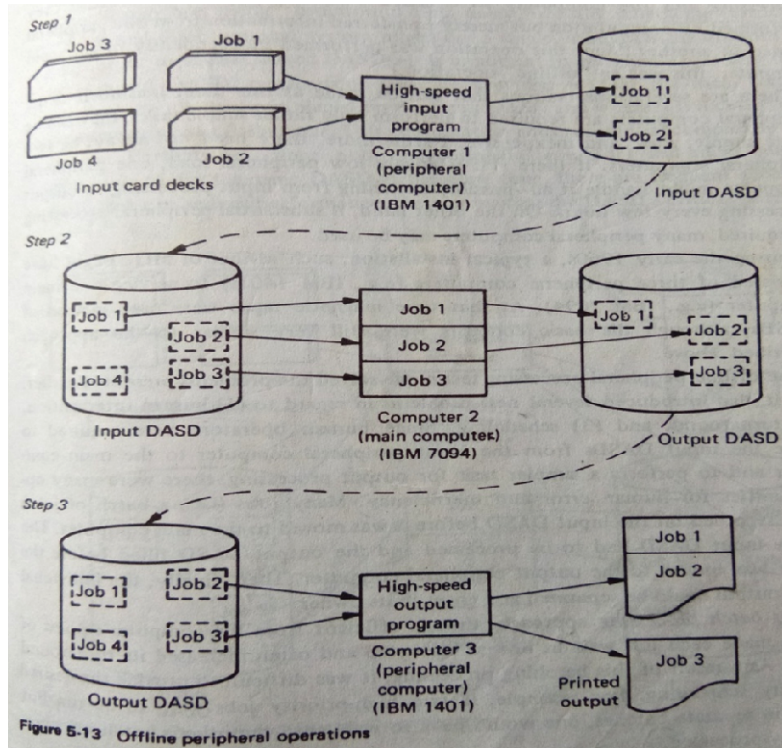 Step 1
Job 3
Job 1
Job 4
Job 2
Input card decks
High-speed
input
program
Computer 1
(peripheral
computer)
(IBM 1401)
Job 1
Job 2
Input DASD
Step 2
Job 1
Job 2
Job 4
Job 3
Input DASD
Job 1
Job 2
Job 3
Computer 2
(main computer)
(IBM 7094)
Job 1
Job 2
Job 3
Output DASD
Step 3
Job 1
Job 2
Job 4
Job 3
Output DASD
High-speed
output
program
Computer 3
(peripheral
computer)
(IBM 1401)
Job 1
Job 2
Job 3
Printed
output
Figure 5-13 Offline peripheral operations